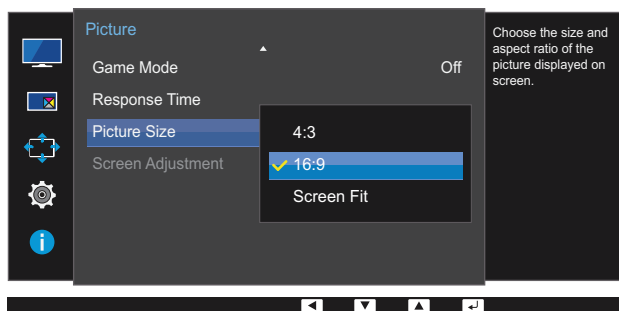 Picture
Game Mode Off
Response Time
Picture Size
Screen Adjustment
4:3
16:9
Screen Fit
Choose the size and
aspect ratio of the
picture displayed on
screen.